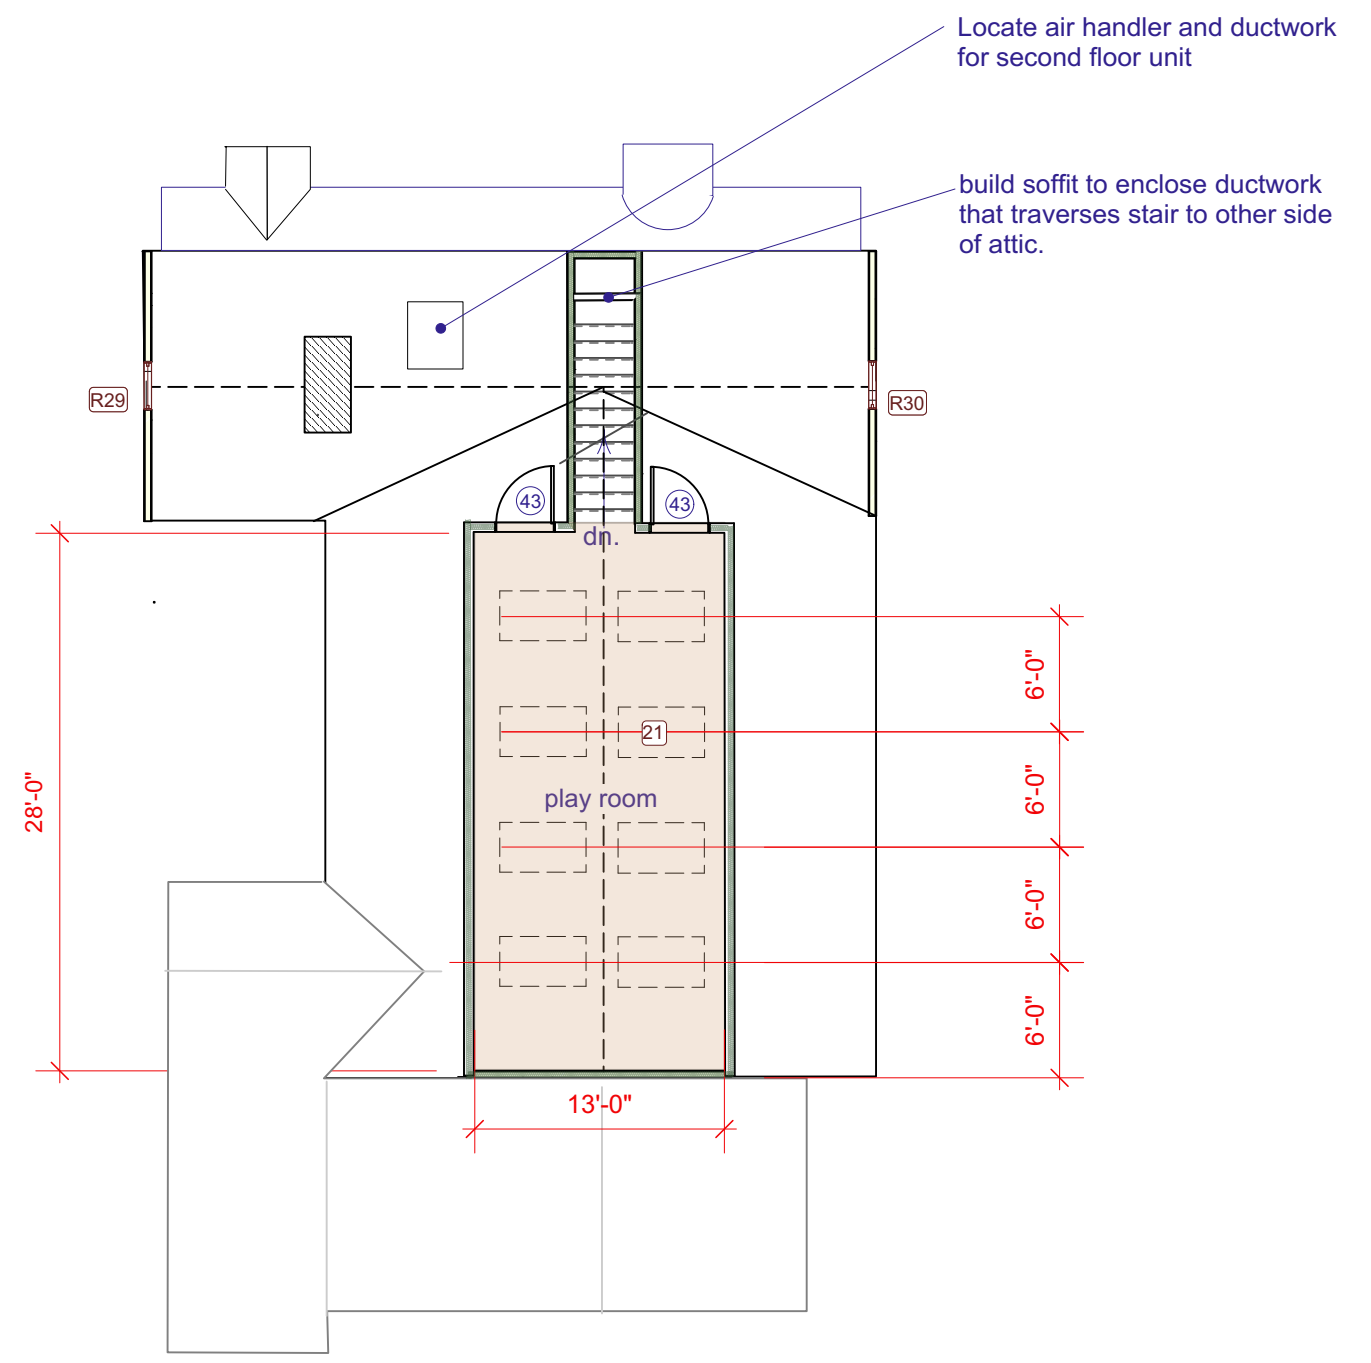 Locate air handler and ductwork
for second floor unit
build soffit to enclose ductwork
that traverses stair to other side
of attic.
R29
R30
43
43
dn.
6'-0"
21
6'-0"
play room
28'-0"
6'-0"
6'-0"
13'-0"